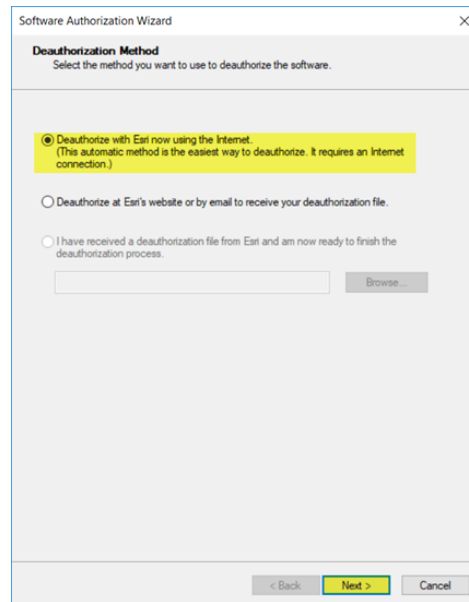 Software Authorization Wizard
Deauthorization Method
Select the method you want to use to deauthorize the software.
Deauthorize with Esri now using the Internet.
(This automatic method is the easiest way to deauthorize. It requires an Internet
connection.)
Deauthorize at Esri's website or by email to receive your deauthorization file.
I have received a deauthorization file from Esri and am now ready to finish the
deauthorization process.
Browse...
< Back Next > Cancel